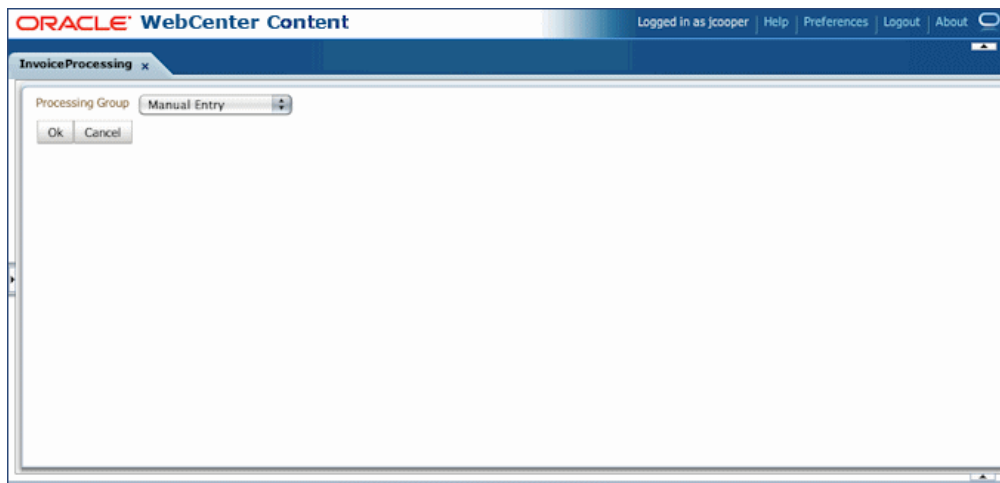 ORACLE WebCenter Content
Logged in as jcooper | Help | Preferences | Logout | About
InvoiceProcessing x
Processing Group Manual Entry
Ok Cancel